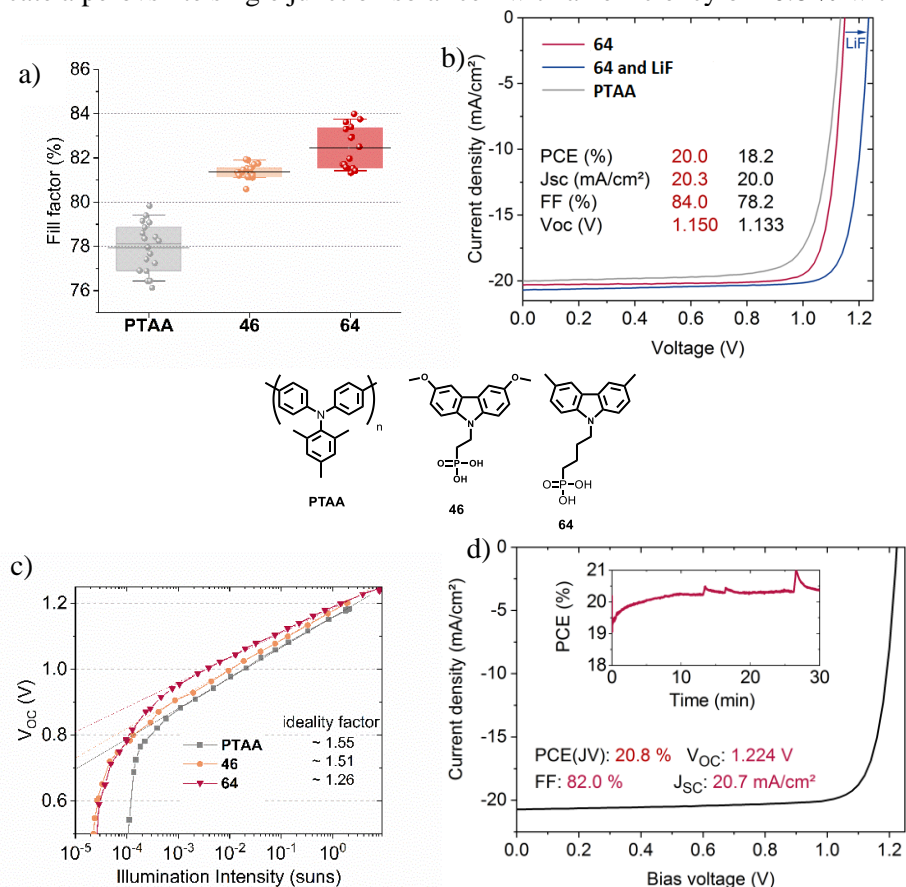 a)
86
84
82
80
78
76
Fill factor (%)
PTAA 46 64
b)
0
-5
-10
-15
-20
Current density (mA/cm²)
64
64 and LiF
PTAA
LiF
PCE (%) 20.0 18.2
Jsc (mA/cm²) 20.3 20.0
FF (%) 84.0 78.2
Voc (V) 1.150 1.133
0.0 0.2 0.4 0.6 0.8 1.0 1.2
Voltage (V)
N
n
PTAA
O O
N
O P OH
OH
46
N
O P OH
OH
64
c)
1.2
1.0
0.8
0.6
VOC (V)
ideality factor
PTAA ~ 1.55
46 ~ 1.51
64 ~ 1.26
10-5 10-4 10-3 10-2 10-1 100
Illumination Intensity (suns)
d)
0
-5
-10
-15
-20
Current density (mA/cm²)
21
20
19
18
PCE (%)
0 10 20 30
Time (min)
PCE(JV): 20.8 % VOC: 1.224 V
FF: 82.0 % JSC: 20.7 mA/cm²
0.0 0.2 0.4 0.6 0.8 1.0 1.2
Bias voltage (V)